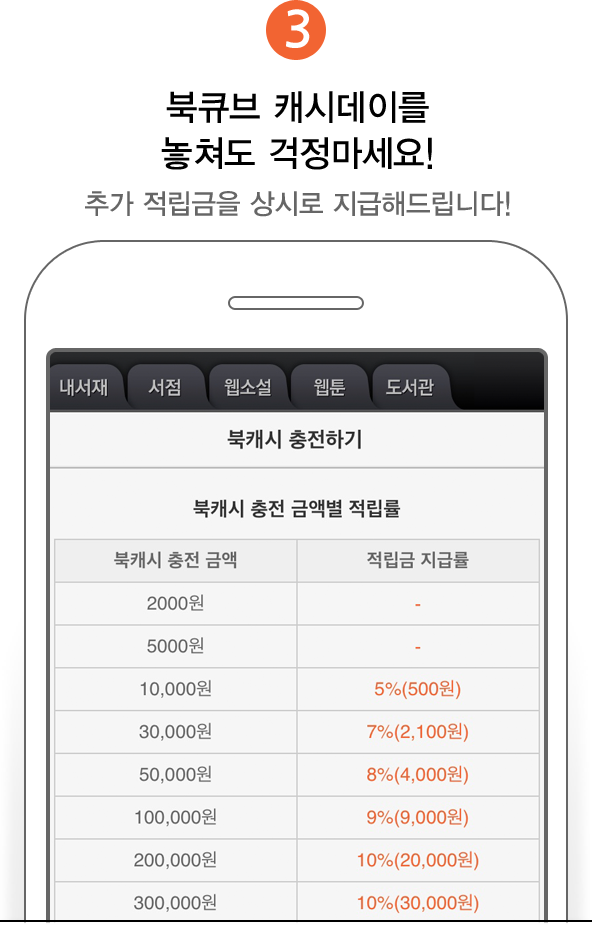 3
북큐브 캐시데이를
놓쳐도 걱정마세요!
추가 적립금을 상시로 지급해드립니다!
내서재 서점 웹소설 웹툰 도서관
북캐시 충전하기
북캐시 충전 금액별 적립률
북캐시 충전 금액 적립금 지급률
2000원 -
5000원 -
10,000원 5%(500원)
30,000원 7%(2,100원)
50,000원 8%(4,000원)
100,000원 9%(9,000원)
200,000원 10%(20,000원)
300,000원 10%(30,000원)